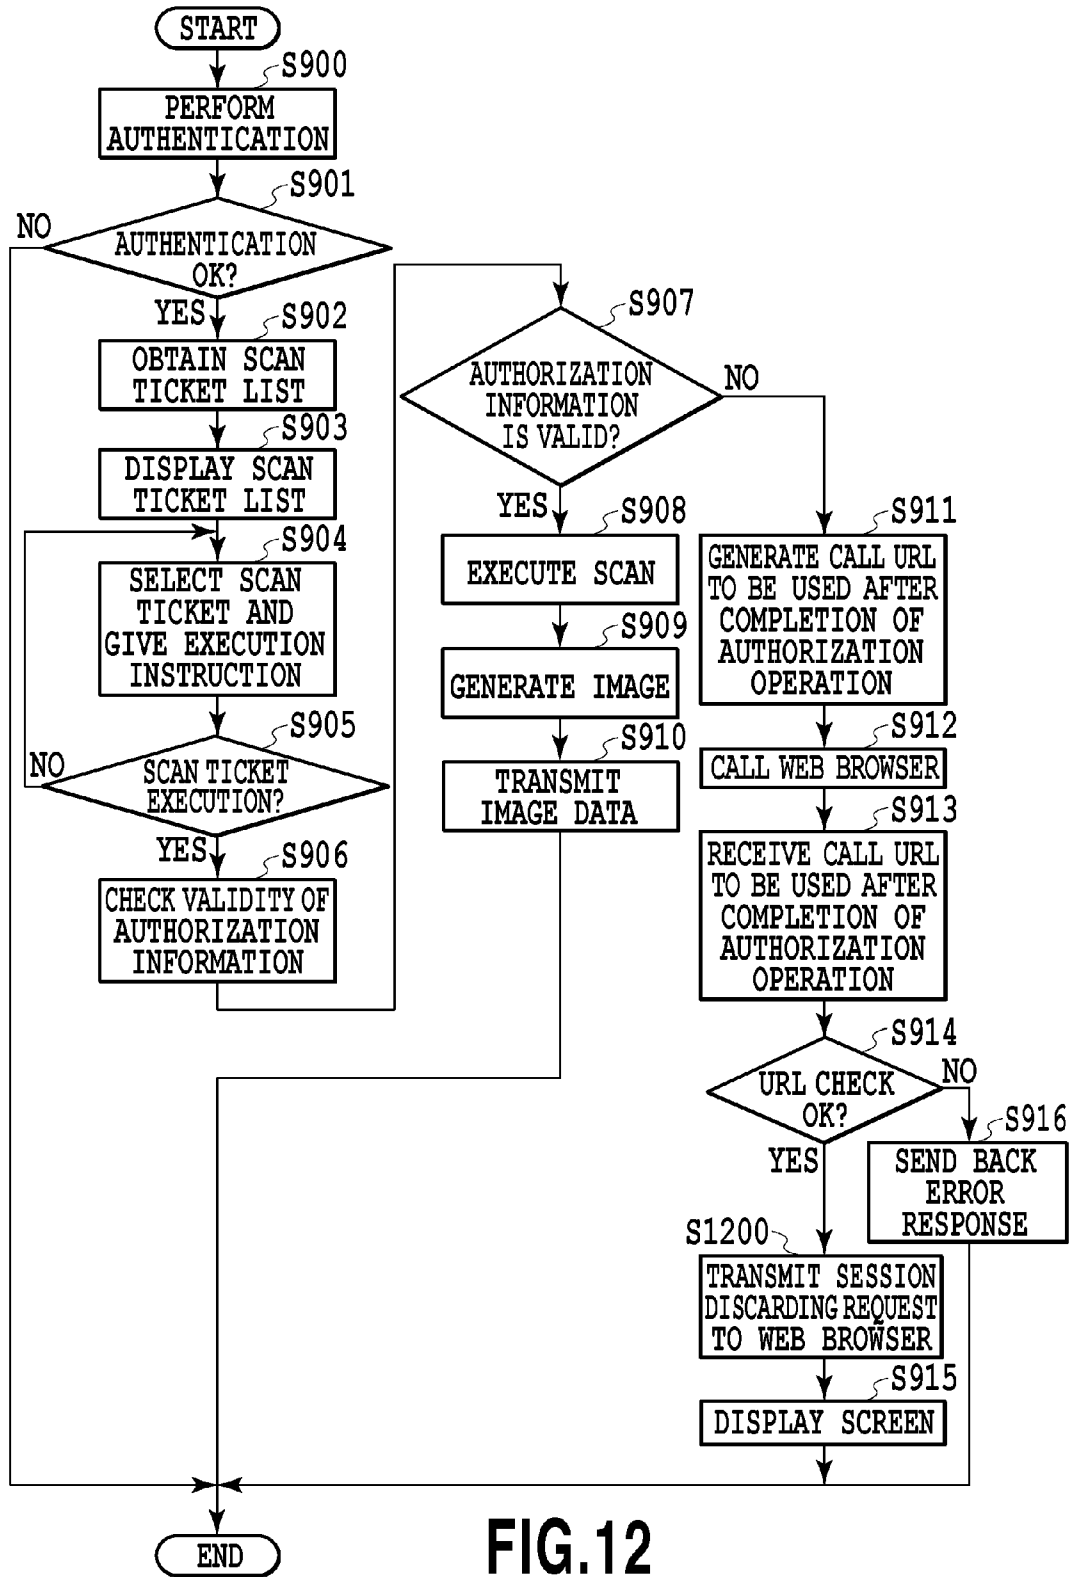 START
S900
PERFORM
AUTHENTICATION
S901
NO
AUTHENTICATION
OK?
YES
S902
OBTAIN SCAN
TICKET LIST
S903
DISPLAY SCAN
TICKET LIST
S904
SELECT SCAN
TICKET AND
GIVE EXECUTION
INSTRUCTION
S905
NO
SCAN TICKET
EXECUTION?
YES
S906
CHECK VALIDITY OF
AUTHORIZATION
INFORMATION
S907
AUTHORIZATION
INFORMATION
IS VALID?
NO
YES
S908
EXECUTE SCAN
S909
GENERATE IMAGE
S910
TRANSMIT
IMAGE DATA
S911
GENERATE CALL URL
TO BE USED AFTER
COMPLETION OF
AUTHORIZATION
OPERATION
S912
CALL WEB BROWSER
S913
RECEIVE CALL URL
TO BE USED AFTER
COMPLETION OF
AUTHORIZATION
OPERATION
S914
URL CHECK
OK?
NO
YES
S916
SEND BACK
ERROR
RESPONSE
S1200
TRANSMIT SESSION
DISCARDING REQUEST
TO WEB BROWSER
S915
DISPLAY SCREEN
END
FIG.12